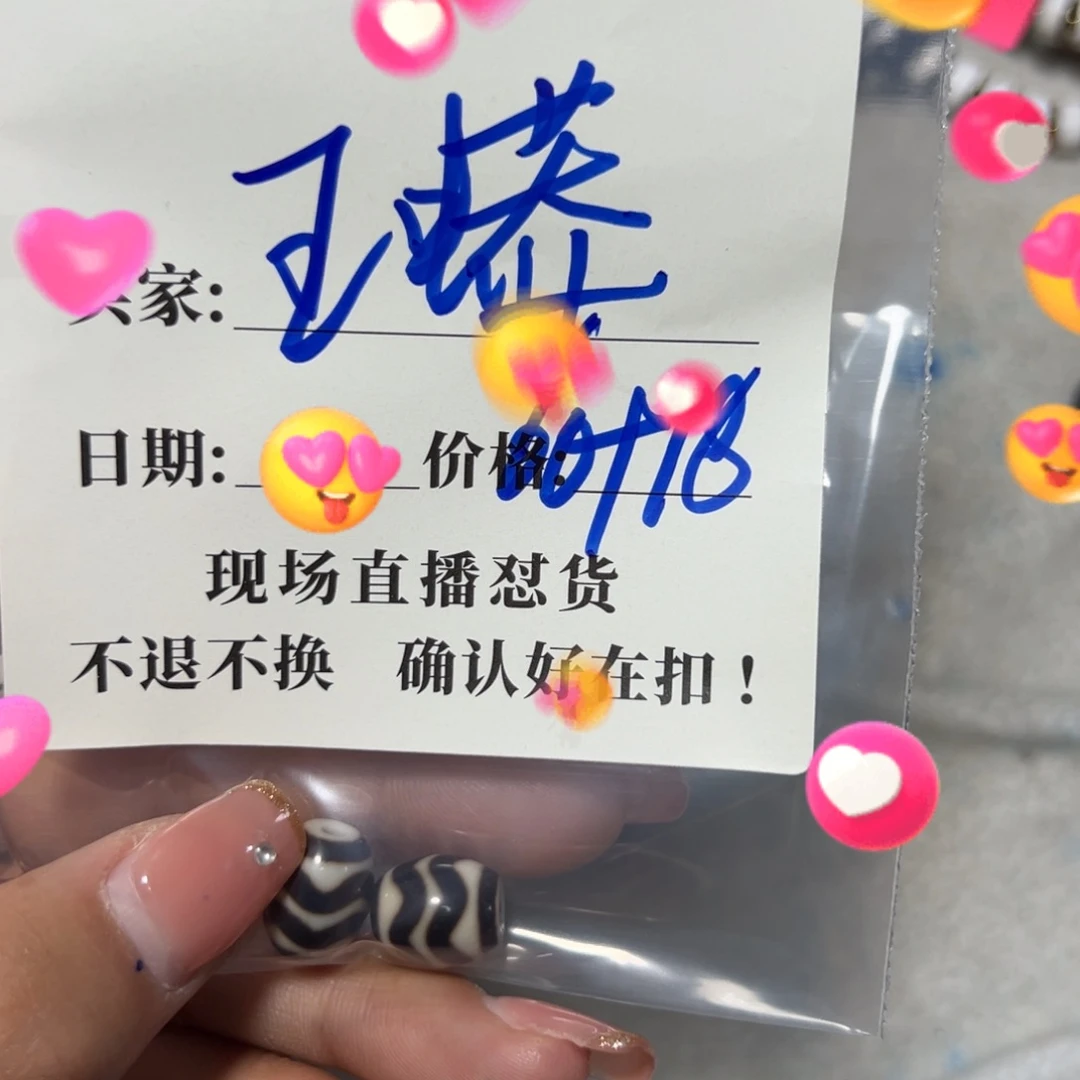 家:王
日期: 价格:
现场直播怼货
不退不换 确认好在扣！